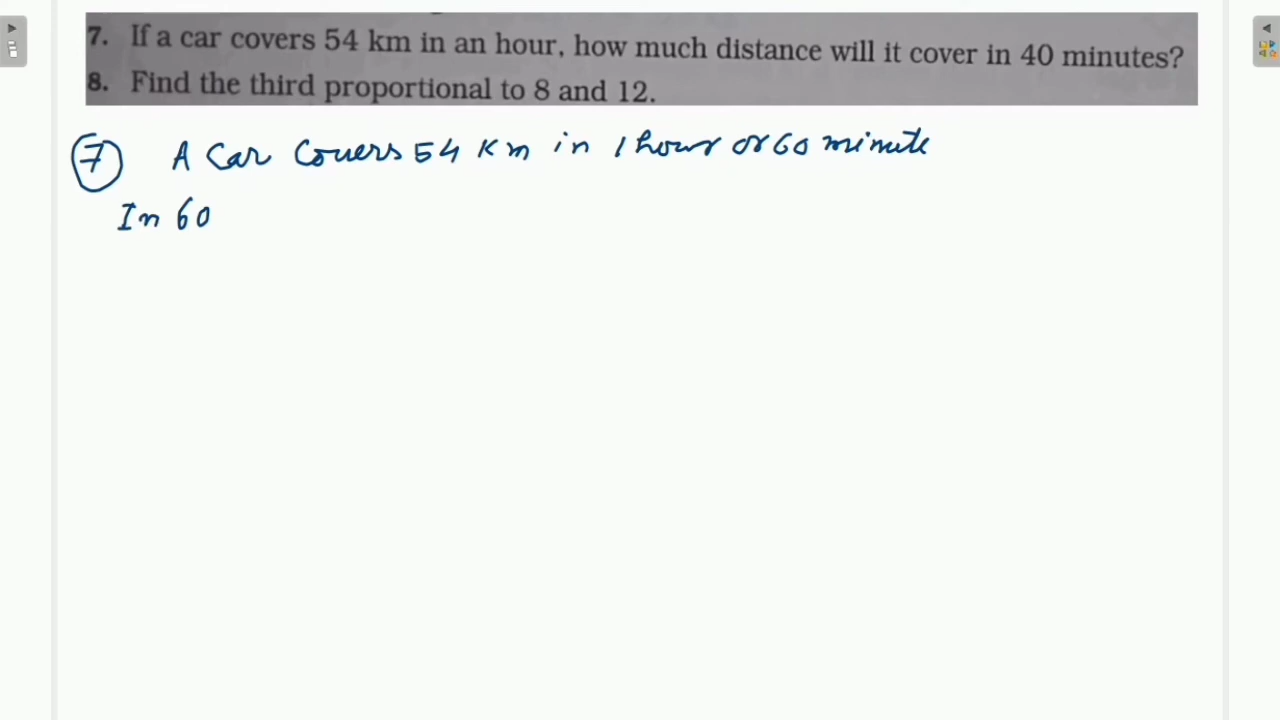 7. If a car covers 54 km in an hour, how much distance will it cover in 40 minutes?
8. Find the third proportional to 8 and 12.
7 A Car Covers 54 Km in 1 hour or 60 minute
In 60